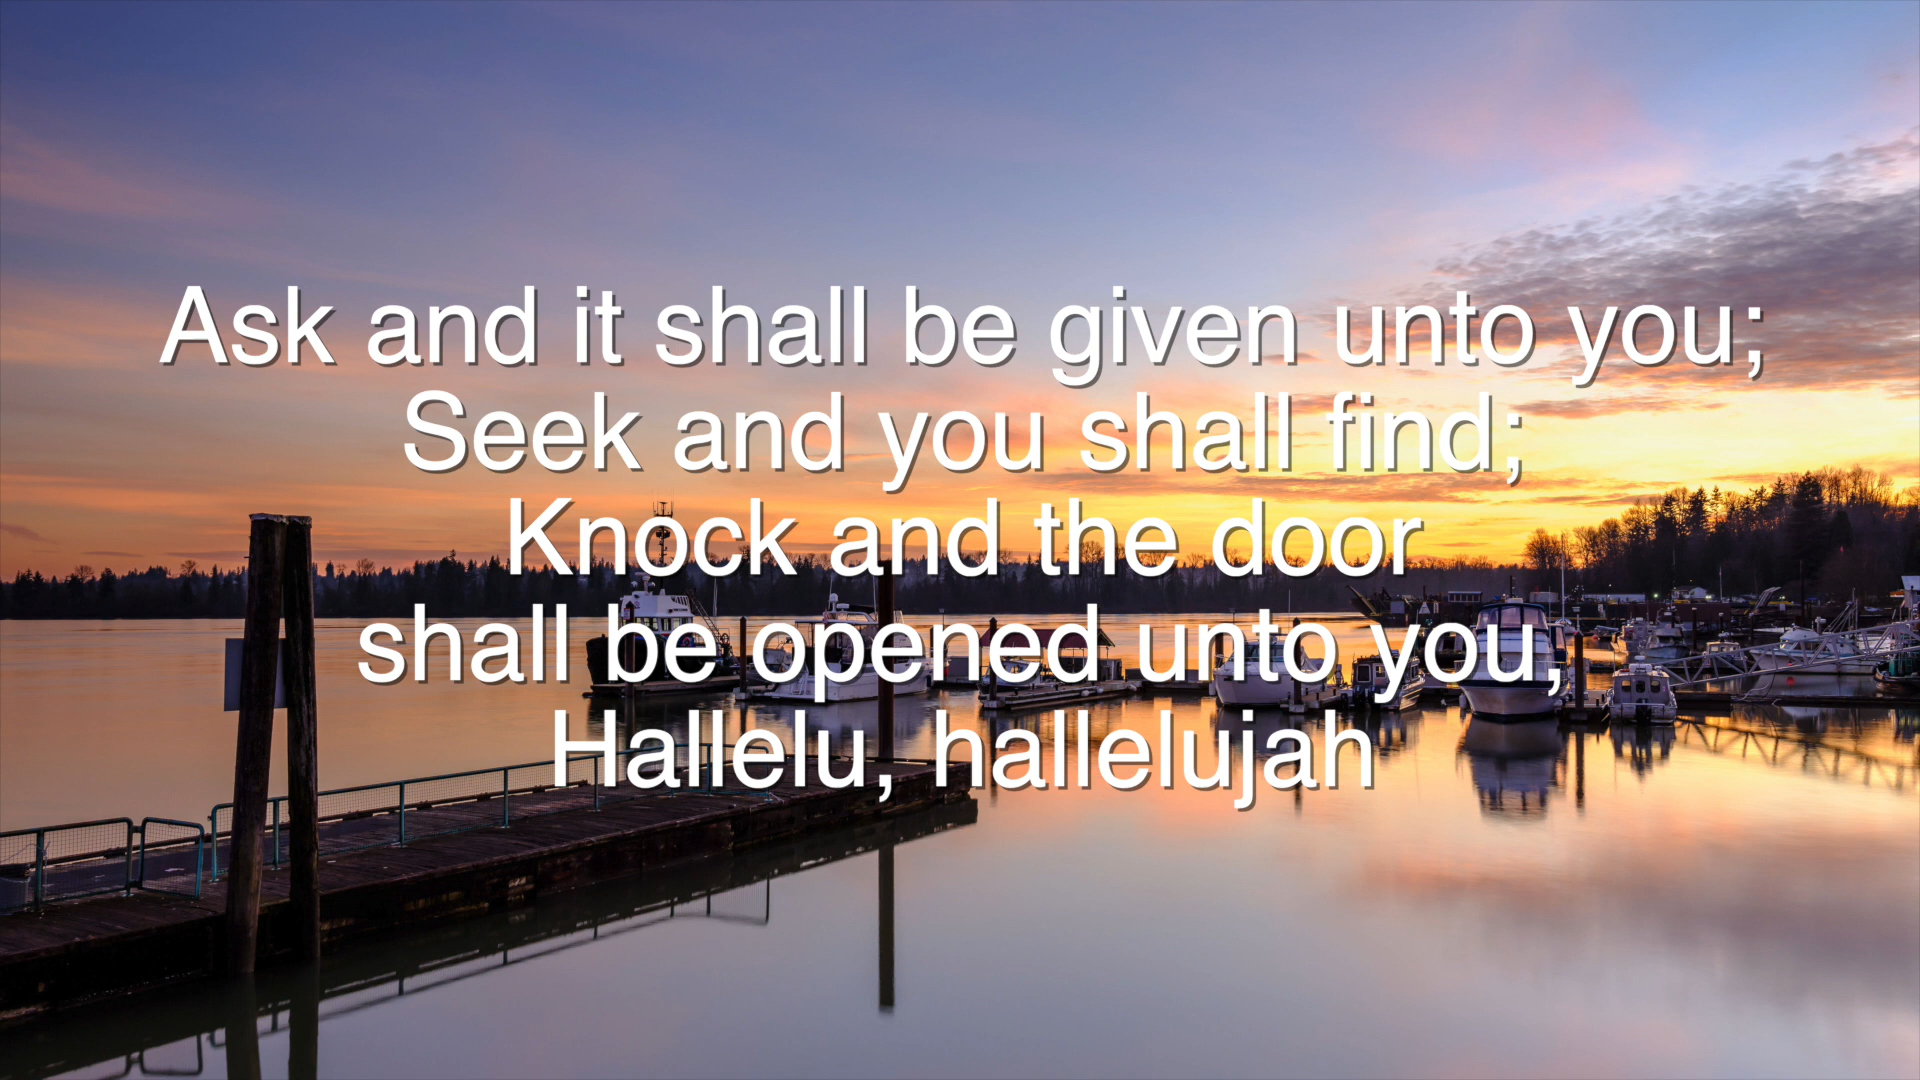 Ask and it shall be given unto you;
Seek and you shall find;
Knock and the door
shall be opened unto you,
Hallelu, hallelujah